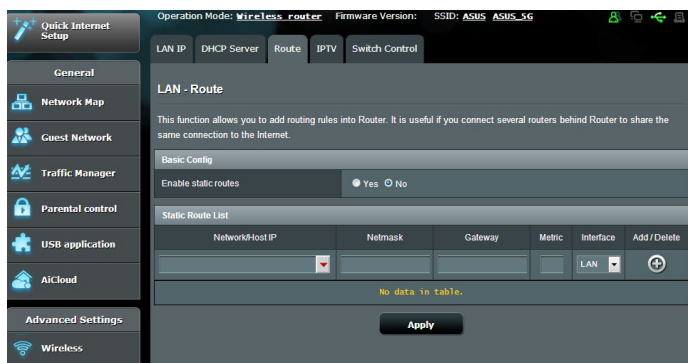 Quick Internet Setup
Operation Mode: Wireless router Firmware Version: SSID: ASUS ASUS_5G
LAN IP DHCP Server Route IPTV Switch Control
General
Network Map
Guest Network
Traffic Manager
Parental control
USB application
AiCloud
Advanced Settings
Wireless
LAN - Route
This function allows you to add routing rules into Router. It is useful if you connect several routers behind Router to share the
same connection to the Internet.
Basic Config
Enable static routes Yes No
Static Route List
Network/Host IP Netmask Gateway Metric Interface Add / Delete
LAN
No data in table.
Apply